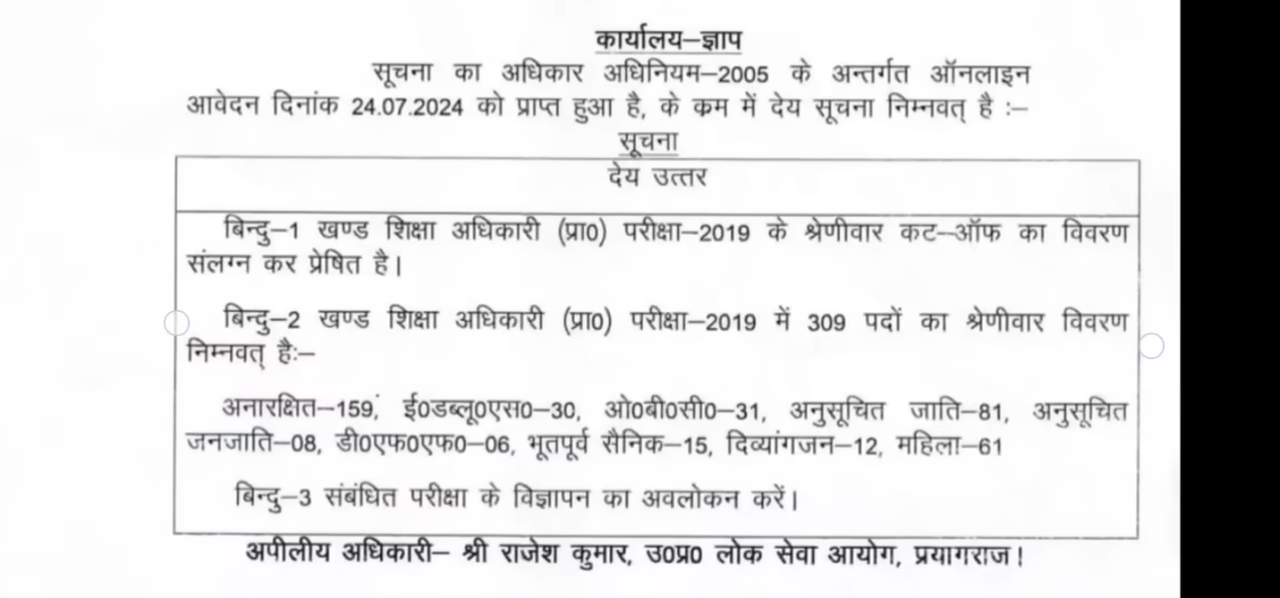 कार्यालय–ज्ञाप
सूचना का अधिकार अधिनियम–2005 के अन्तर्गत ऑनलाइन
आवेदन दिनांक 24.07.2024 को प्राप्त हुआ है, के कम में देय सूचना निम्नवत् है :–
सूचना
देय उत्तर
बिन्दु–1 खण्ड शिक्षा अधिकारी (प्रा0) परीक्षा–2019 के श्रेणीवार कट–ऑफ का विवरण
संलग्न कर प्रेषित है।
बिन्दु–2 खण्ड शिक्षा अधिकारी (प्रा0) परीक्षा–2019 में 309 पदों का श्रेणीवार विवरण
निम्नवत् हैः–
अनारक्षित–159, ई0डब्लू0एस0–30, ओ0बी0सी0–31, अनुसूचित जाति–81, अनुसूचित
जनजाति–08, डी0एफ0एफ0–06, भूतपूर्व सैनिक–15, दिव्यांगजन–12, महिला–61
बिन्दु–3 संबंधित परीक्षा के विज्ञापन का अवलोकन करें।
अपीलीय अधिकारी– श्री राजेश कुमार, उ0प्र0 लोक सेवा आयोग, प्रयागराज।